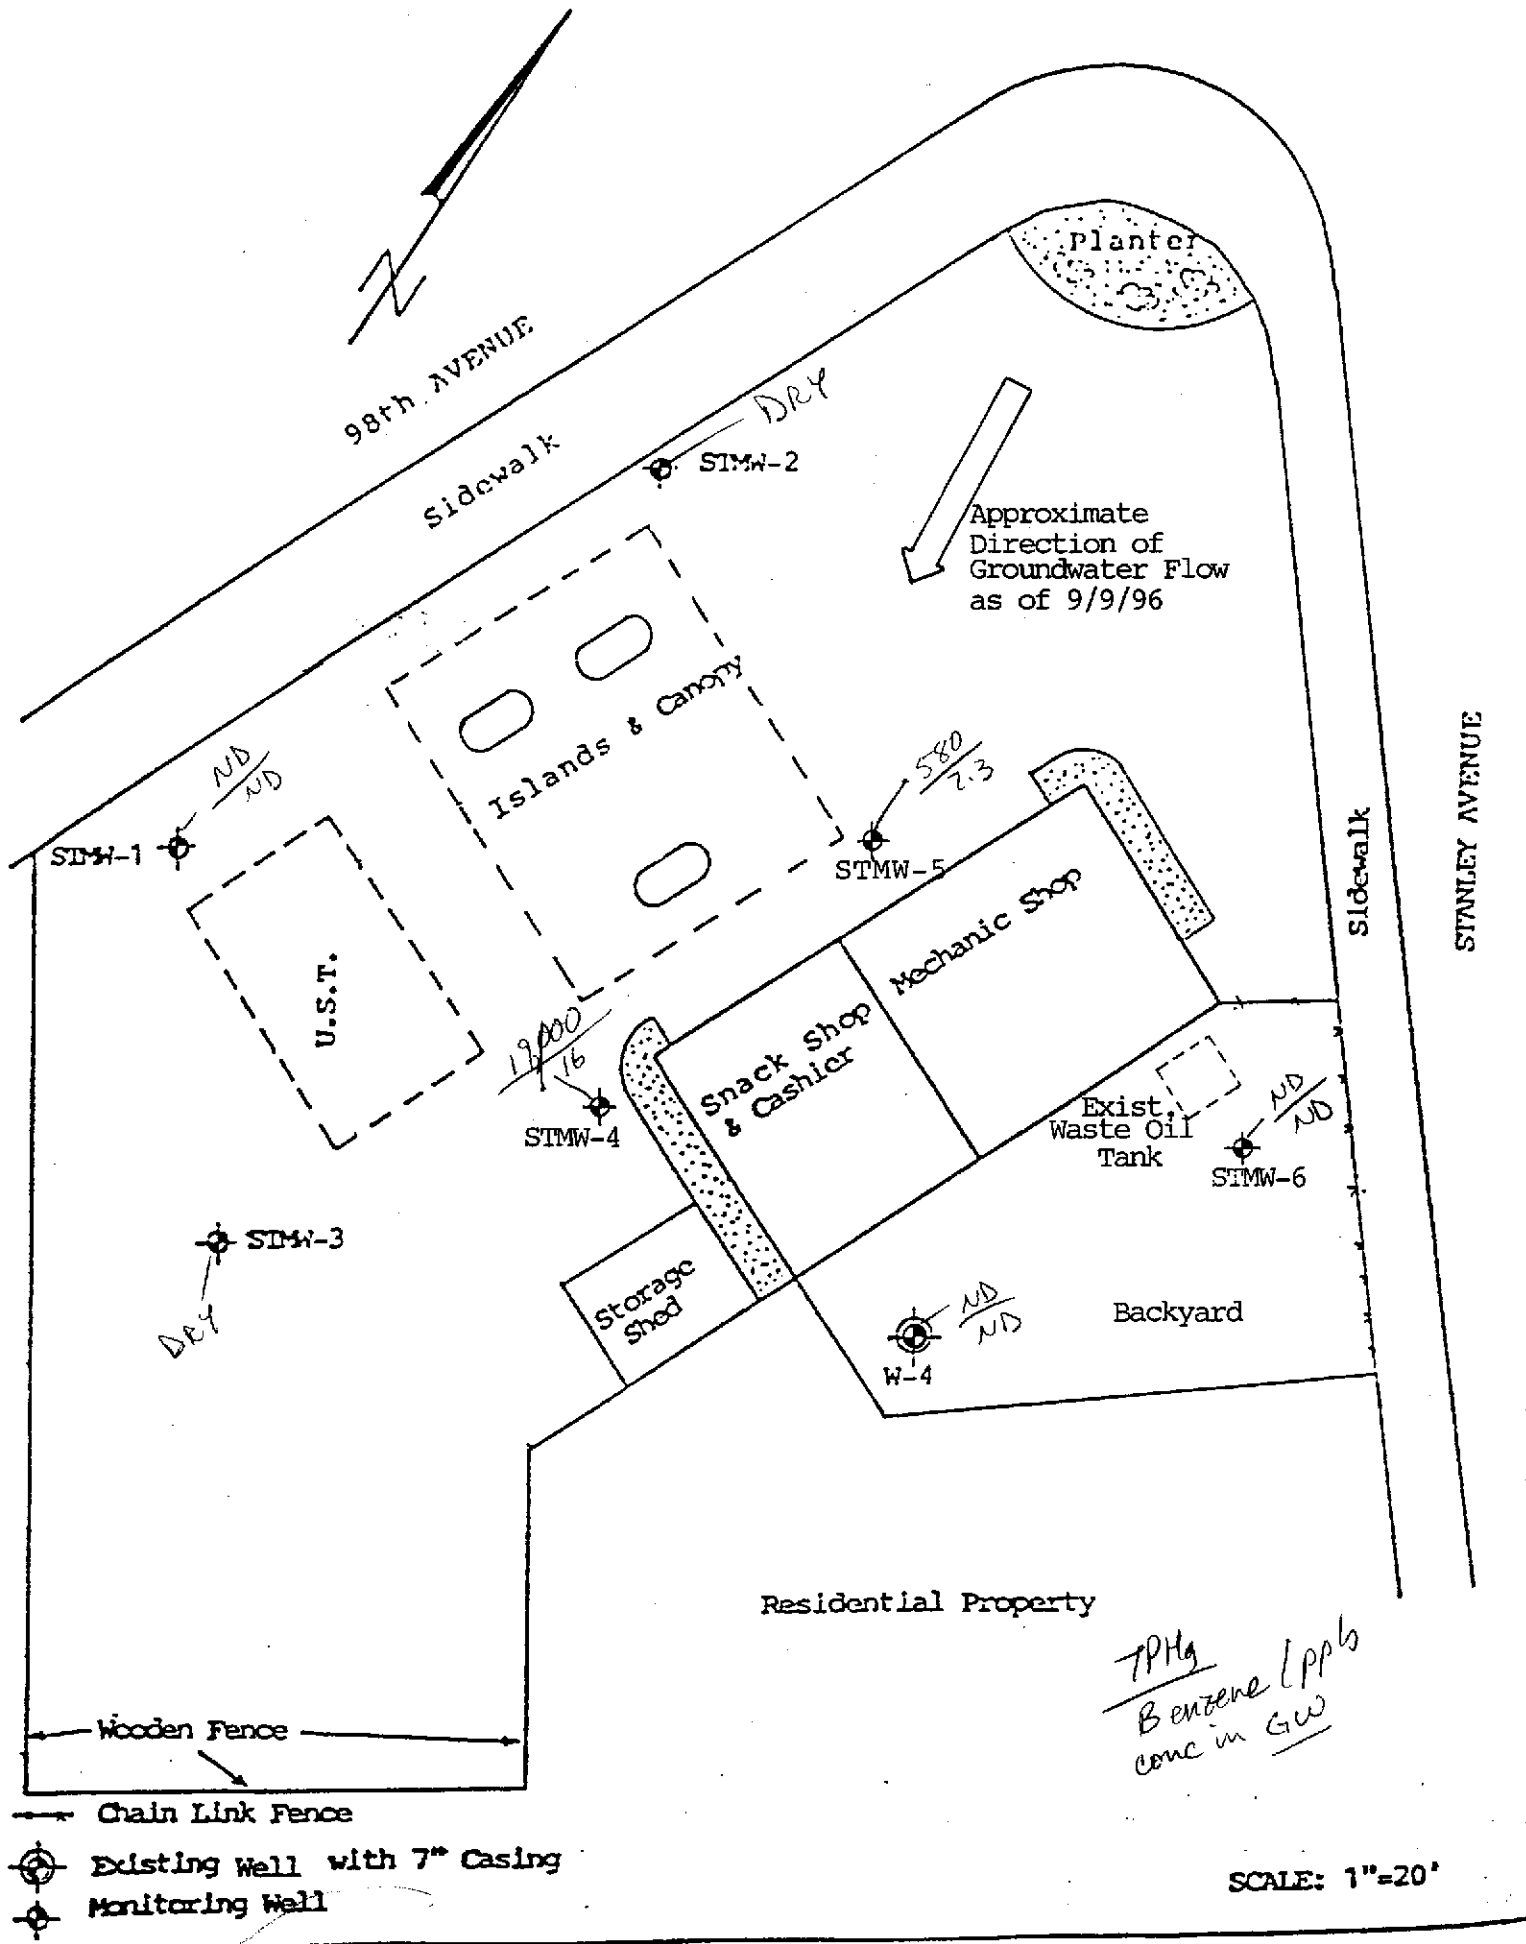 N
Planter
98th AVENUE
Sidewalk
DRY
STMW-2
Approximate
Direction of
Groundwater Flow
as of 9/9/96
Islands & Canopy
ND
ND
STMW-1
580
7.3
STMW-5
STANLEY AVENUE
Sidewalk
U.S.T.
Mechanic Shop
Snack Shop
& Cashier
16
STMW-4
Exist.
Waste Oil
Tank
ND
ND
STMW-6
STMW-3
DRY
Storage
Shed
ND
ND
W-4
Backyard
Residential Property
TPHg
Benzene (ppb
conc in GW
Wooden Fence
Chain Link Fence
Existing Well with 7" Casing
Monitoring Well
SCALE: 1"=20'